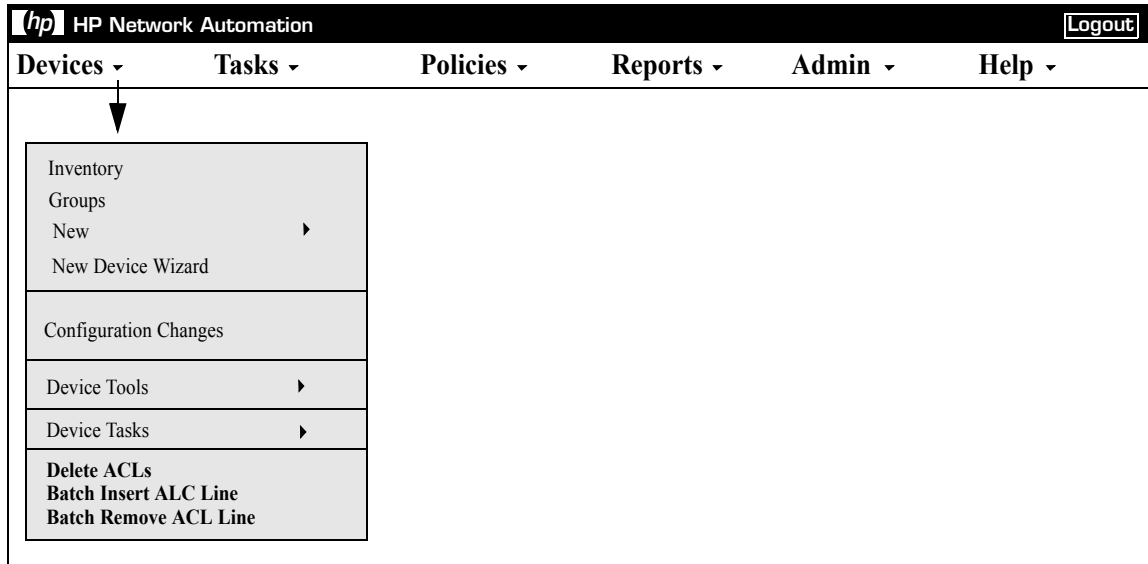 hp HP Network Automation Logout
Devices Tasks Policies Reports Admin Help
Inventory
Groups
New
New Device Wizard
Configuration Changes
Device Tools
Device Tasks
Delete ACLs
Batch Insert ALC Line
Batch Remove ACL Line